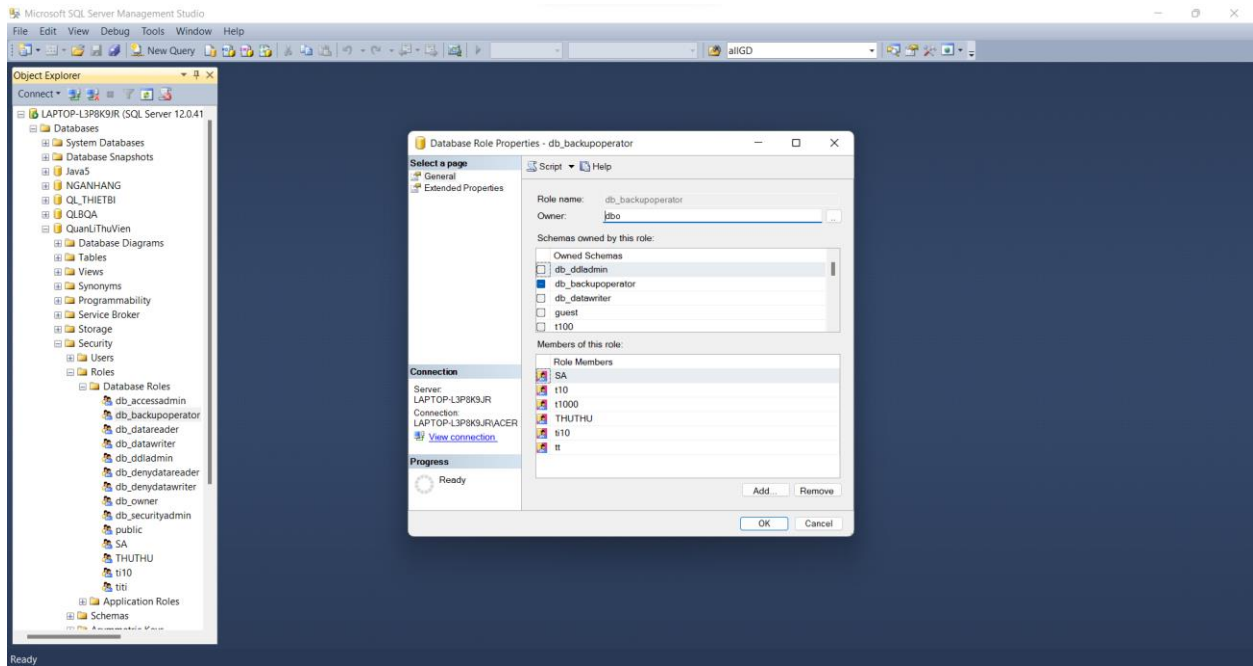 Microsoft SQL Server Management Studio
File Edit View Debug Tools Window Help
New Query
allGD
Object Explorer
Connect
LAPTOP-L3P8K9JR (SQL Server 12.0.41
Databases
System Databases
Database Snapshots
Java5
NGANHANG
QL_THIETBI
QLBQA
QuanLiThuVien
Database Diagrams
Tables
Views
Synonyms
Programmability
Service Broker
Storage
Security
Users
Roles
Database Roles
db_accessadmin
db_backupoperator
db_datareader
db_datawriter
db_ddladmin
db_denydatareader
db_denydatawriter
db_owner
db_securityadmin
public
SA
THUTHU
ti10
titi
Application Roles
Schemas
Ready
Database Role Properties - db_backupoperator
Select a page
General
Extended Properties
Connection
Server:
LAPTOP-L3P8K9JR
Connection:
LAPTOP-L3P8K9JR\ACER
View connection
Progress
Ready
Script Help
Role name: db_backupoperator
Owner: dbo
...
Schemas owned by this role:
Owned Schemas
db_ddladmin
db_backupoperator
db_datawriter
guest
t100
Members of this role:
Role Members
SA
t10
t1000
THUTHU
ti10
tt
Add... Remove
OK Cancel